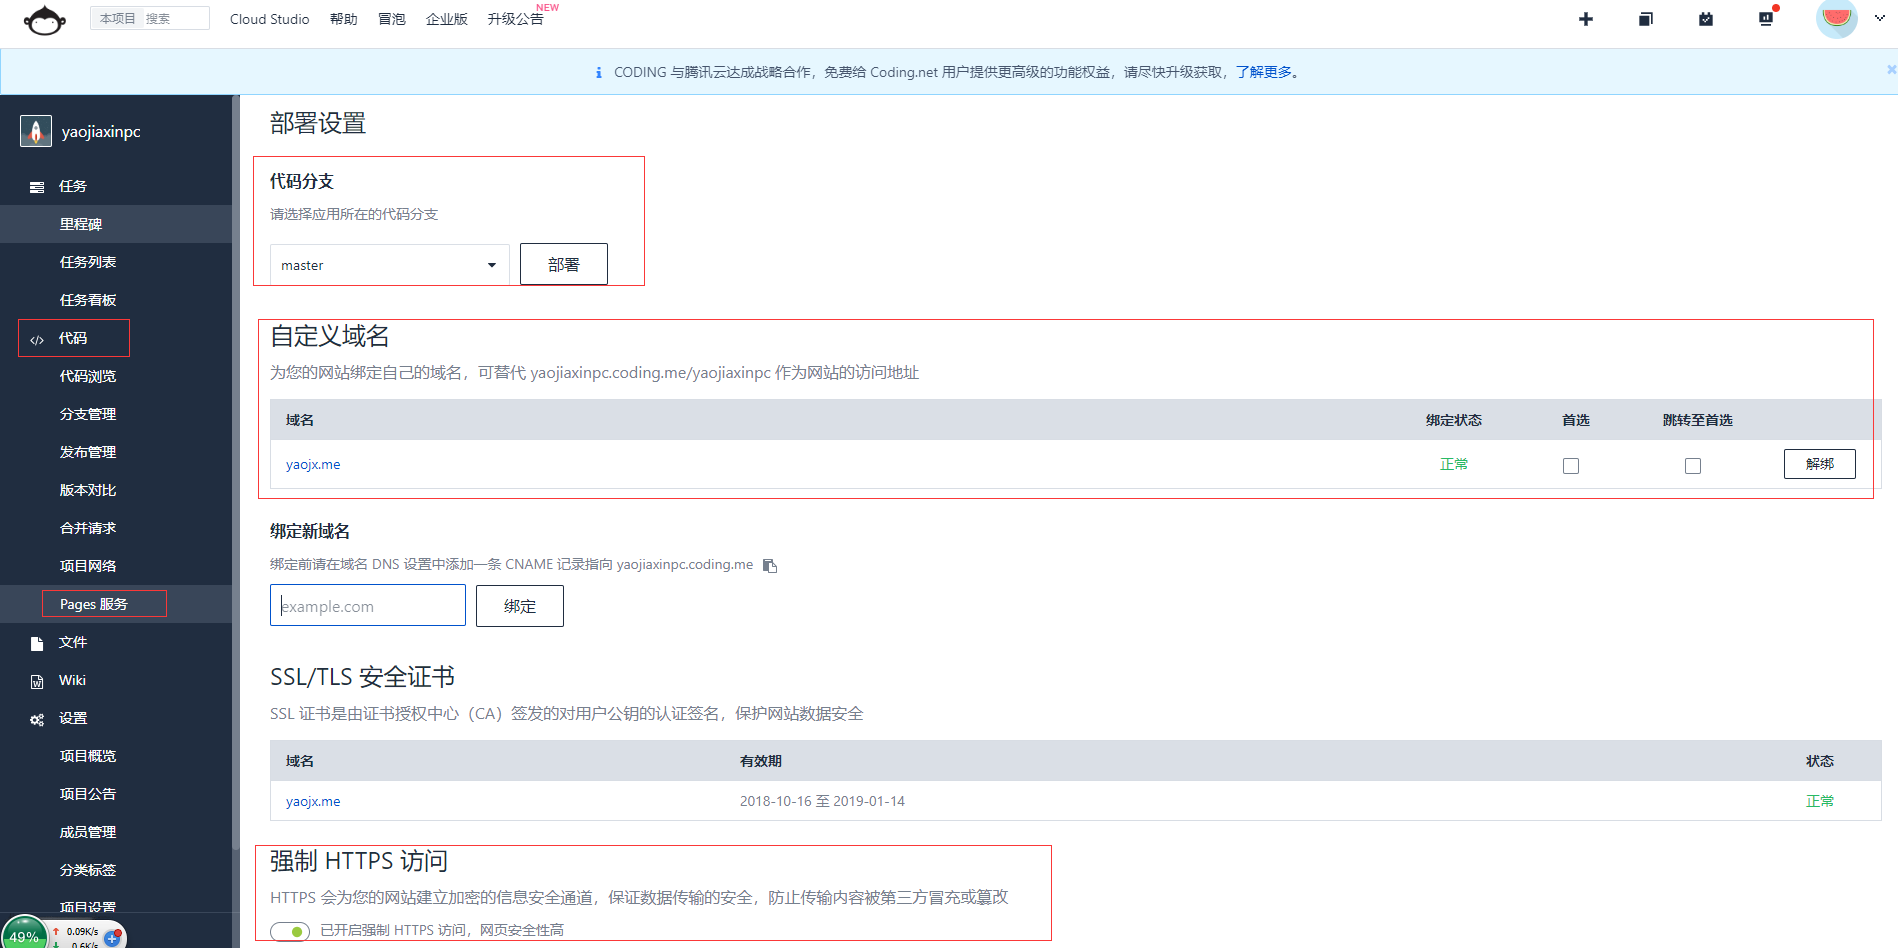 本项目 搜索 Cloud Studio 帮助 冒泡 企业版 升级公告 NEW
CODING 与腾讯云达成战略合作，免费给 Coding.net 用户提供更高级的功能权益，请尽快升级获取，了解更多。
yaojiaxinpc
任务
里程碑
任务列表
任务看板
代码
代码浏览
分支管理
发布管理
版本对比
合并请求
项目网络
Pages 服务
文件
Wiki
设置
项目概览
项目公告
成员管理
分类标签
项目设置
49% 0.09K/s
0.6K/s
部署设置
代码分支
请选择应用所在的代码分支
master 部署
自定义域名
为您的网站绑定自己的域名，可替代 yaojiaxinpc.coding.me/yaojiaxinpc 作为网站的访问地址
域名 绑定状态 首选 跳转至首选
yaojx.me 正常 解绑
绑定新域名
绑定前请在域名 DNS 设置中添加一条 CNAME 记录指向 yaojiaxinpc.coding.me
example.com 绑定
SSL/TLS 安全证书
SSL 证书是由证书授权中心（CA）签发的对用户公钥的认证签名，保护网站数据安全
域名 有效期 状态
yaojx.me 2018-10-16 至 2019-01-14 正常
强制 HTTPS 访问
HTTPS 会为您的网站建立加密的信息安全通道，保证数据传输的安全，防止传输内容被第三方冒充或篡改
已开启强制 HTTPS 访问，网页安全性高